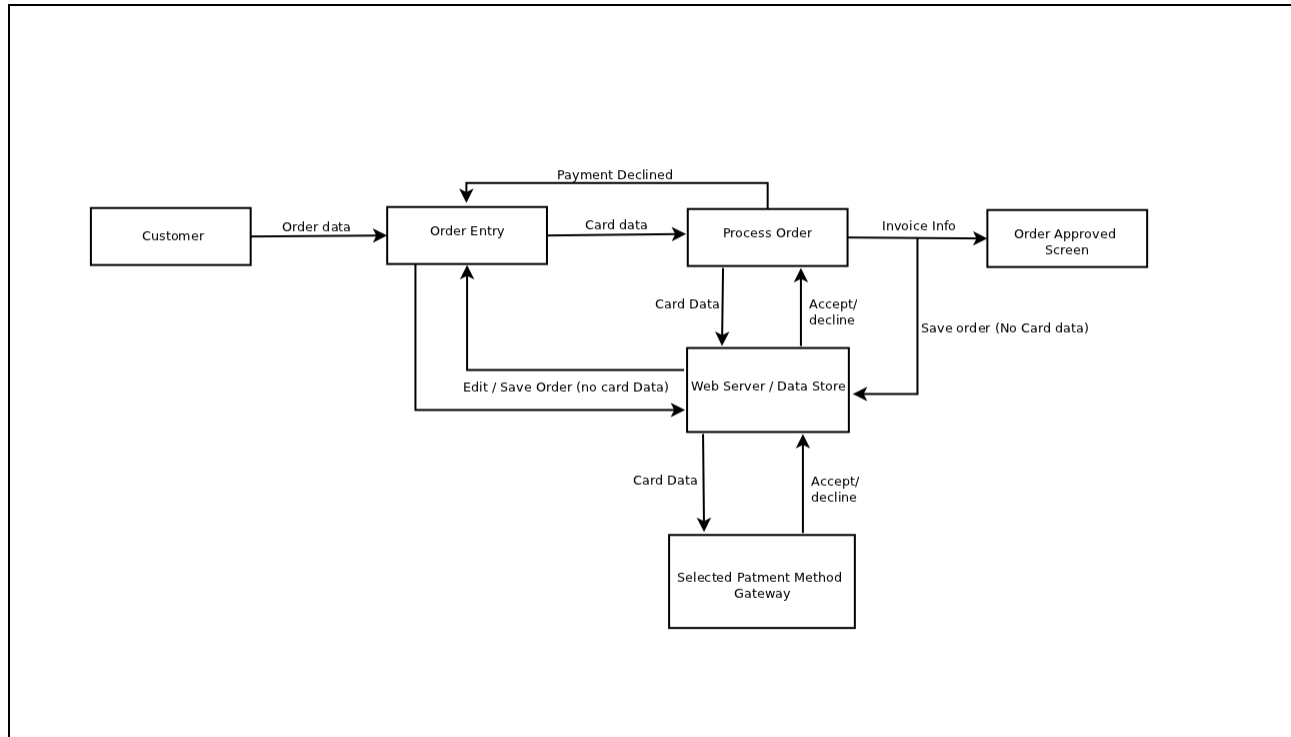 Payment Declined
Customer
Order data
Order Entry
Card data
Process Order
Invoice Info
Order Approved
Screen
Card Data
Accept/
decline
Save order (No Card data)
Edit / Save Order (no card Data)
Web Server / Data Store
Card Data
Accept/
decline
Selected Patment Method
Gateway